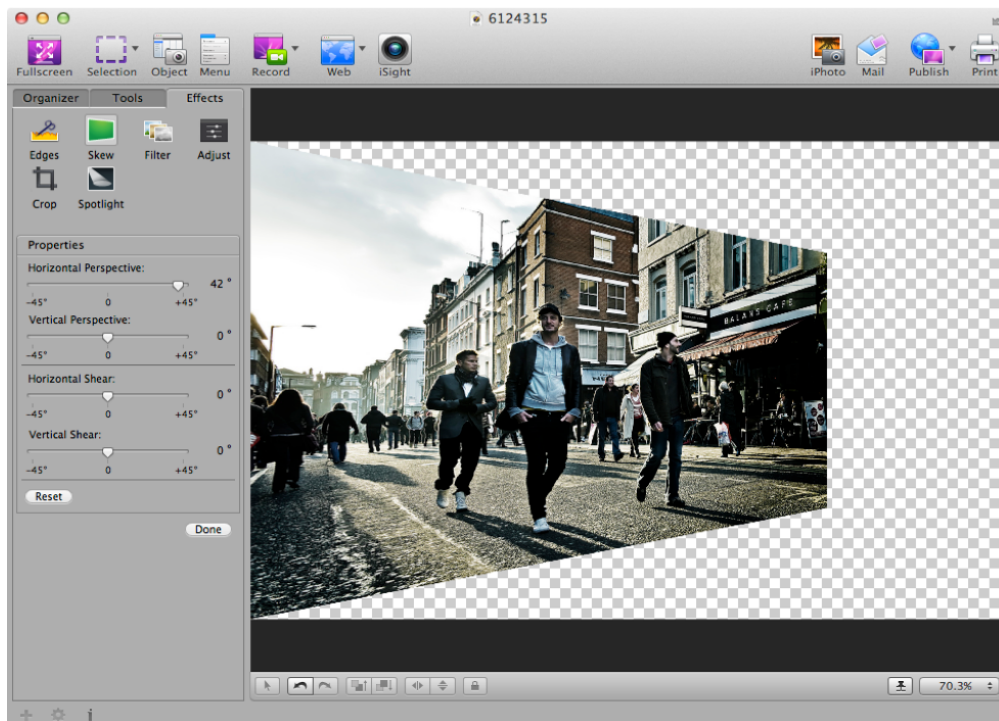 6124315
Fullscreen Selection Object Menu Record Web iSight iPhoto Mail Publish Print
Organizer Tools Effects
Edges Skew Filter Adjust
Crop Spotlight
Properties
Horizontal Perspective:
42 °
-45° 0 +45°
Vertical Perspective:
0 °
-45° 0 +45°
Horizontal Shear:
0 °
-45° 0 +45°
Vertical Shear:
0 °
-45° 0 +45°
Reset
Done
BALANS CAFE
70.3%